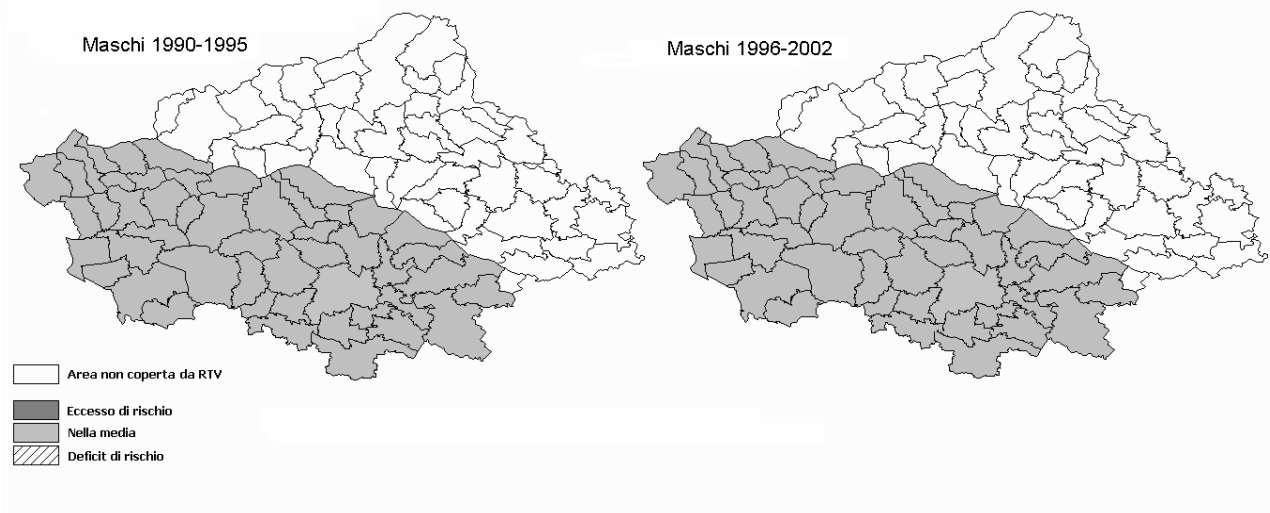 Maschi 1990-1995
Maschi 1996-2002
Area non coperta da RTV
Eccesso di rischio
Nella media
Deficit di rischio